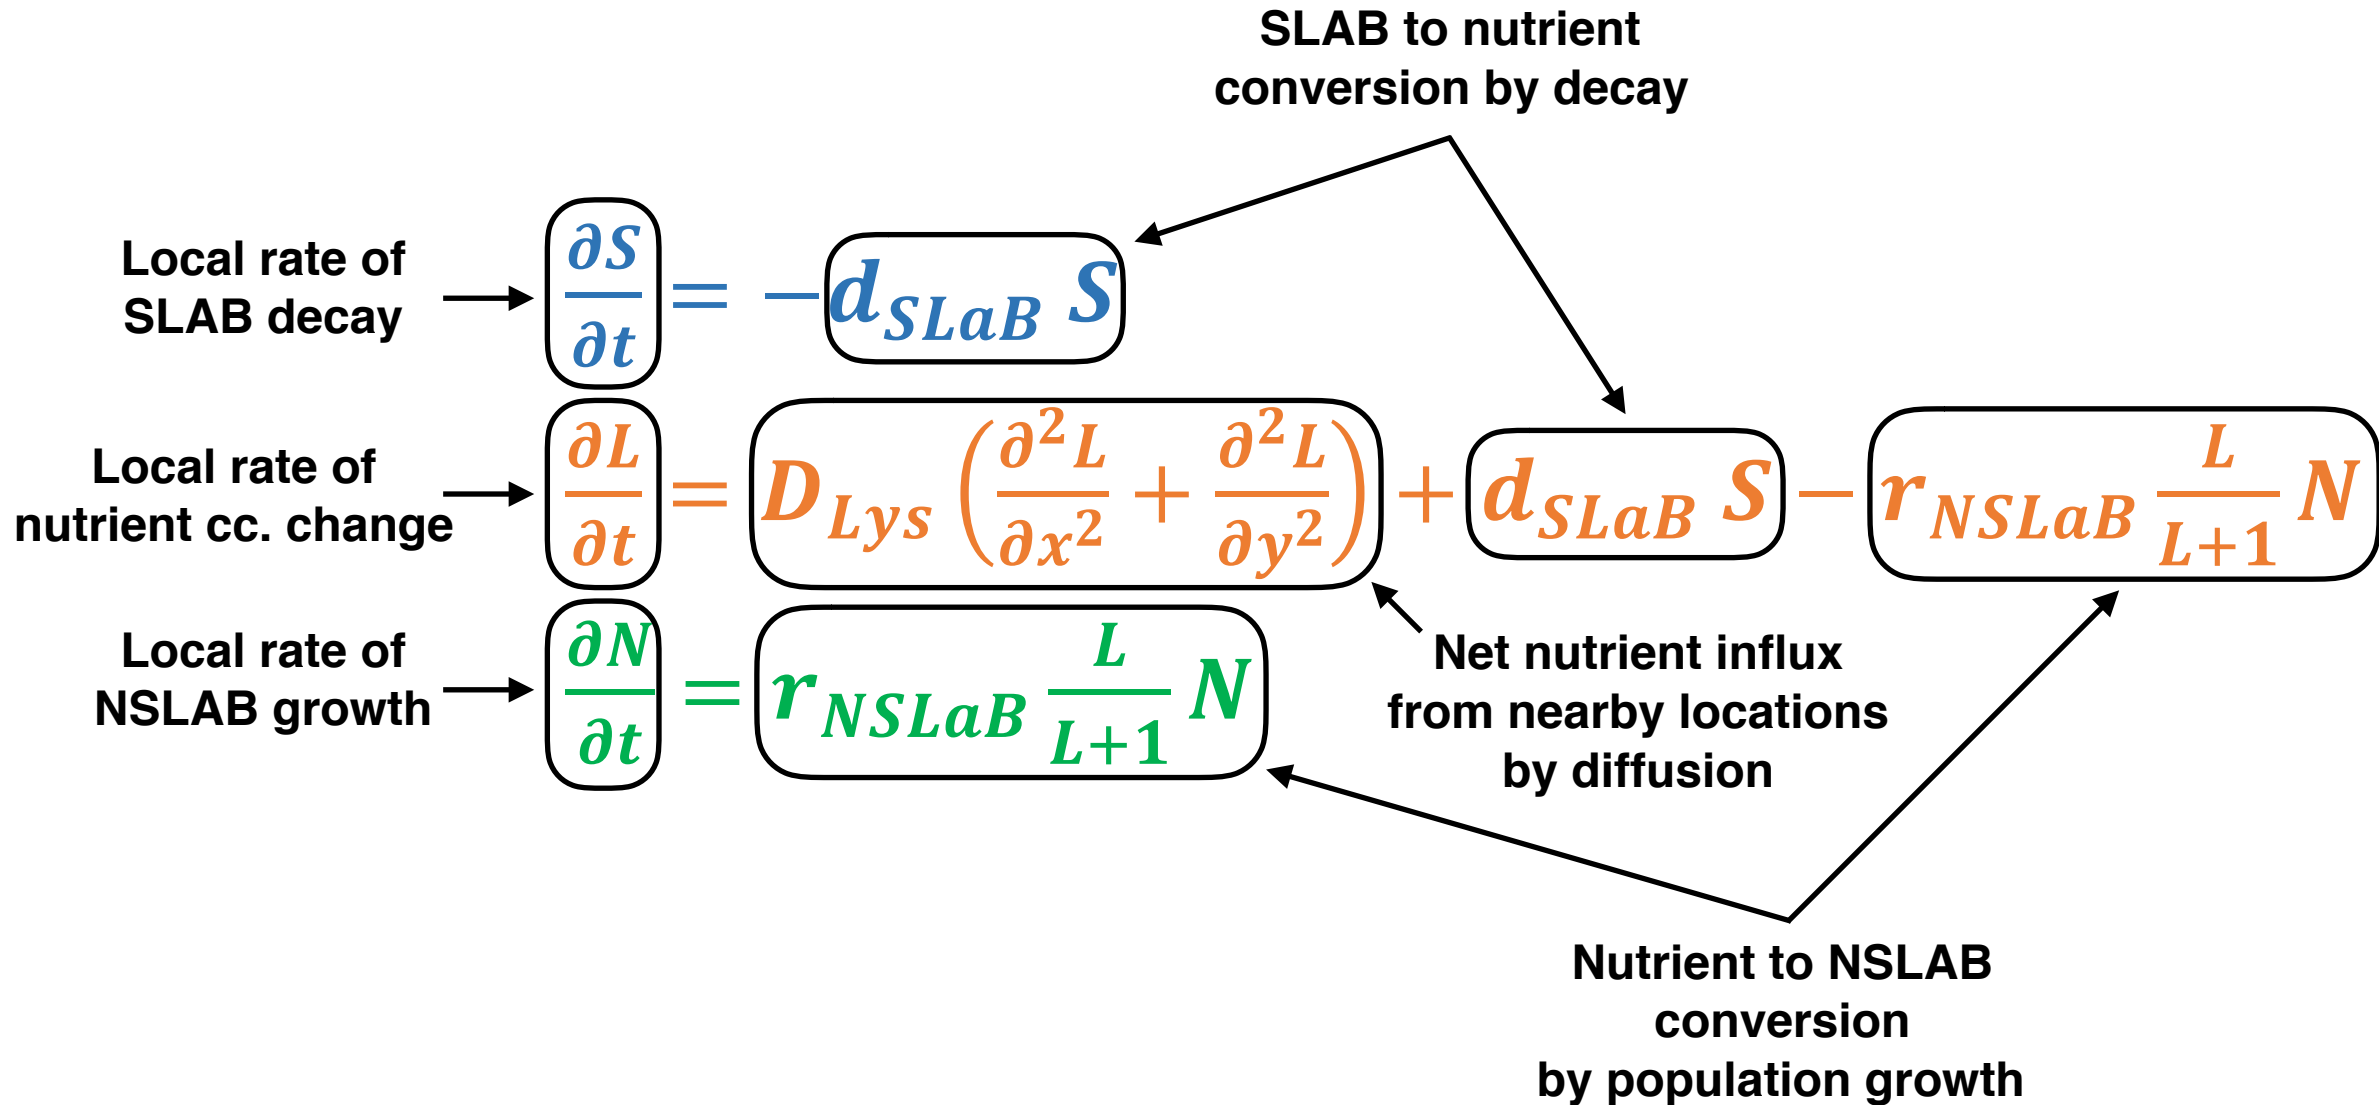 SLAB to nutrient
conversion by decay
Local rate of
SLAB decay
∂S/∂t = −d_SLaB S
Local rate of
nutrient cc. change
∂L/∂t = D_Lys (∂²L/∂x² + ∂²L/∂y²) + d_SLaB S − r_NSLaB L/(L+1) N
Local rate of
NSLAB growth
∂N/∂t = r_NSLaB L/(L+1) N
Net nutrient influx
from nearby locations
by diffusion
Nutrient to NSLAB
conversion
by population growth